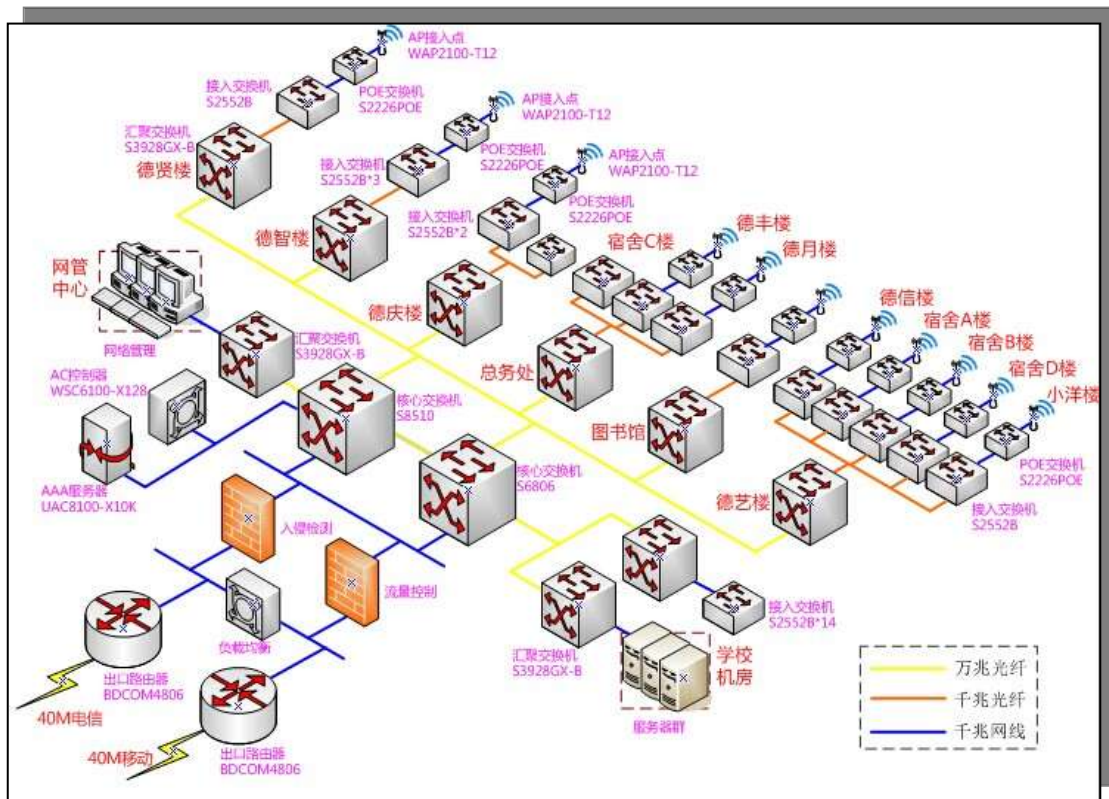 AP接入点
WAP2100-T12
接入交换机
S2552B
POE交换机
S2226POE
AP接入点
WAP2100-T12
汇聚交换机
S3928GX-B
德贤楼
POE交换机
S2226POE
接入交换机
S2552B*3
AP接入点
WAP2100-T12
POE交换机
S2226POE
接入交换机
S2552B*2
德智楼
宿舍C楼
德丰楼
德月楼
网管
中心
网络管理
德庆楼
德信楼
宿舍A楼
宿舍B楼
宿舍D楼
小洋楼
汇聚交换机
S3928GX-B
AC控制器
WSC6100-X128
总务处
核心交换机
S8510
图书馆
核心交换机
S6806
德艺楼
POE交换机
S2226POE
接入交换机
S2552B
AAA服务器
UAC8100-X10K
入侵检测
流量控制
负载均衡
接入交换机
S2552B*14
汇聚交换机
S3928GX-B
学校
机房
服务器群
出口路由器
BDCOM4806
40M电信
出口路由器
BDCOM4806
40M移动
万兆光纤
千兆光纤
千兆网线